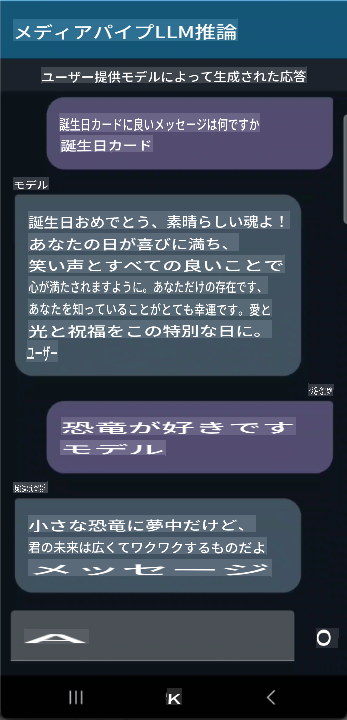 メディアパイプLLM推論
ユーザー提供モデルによって生成された応答
誕生日カードに良いメッセージは何ですか
誕生日カード
モデル
誕生日おめでとう、素晴らしい魂よ！
あなたの日が喜びに満ち、
笑い声とすべての良いことで
心が満たされますように。あなただけの存在です、
あなたを知っていることがとても幸運です。愛と
光と祝福をこの特別な日に。
ユーザー
恐竜が好きです
モデル
小さな恐竜に夢中だけど、
君の未来は広くてワクワクするものだよ
メッセージ
A
O
K